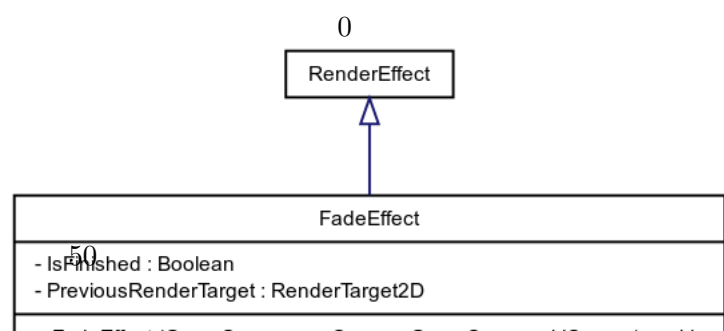 0
RenderEffect
FadeEffect
50
- IsFinished : Boolean
- PreviousRenderTarget : RenderTarget2D